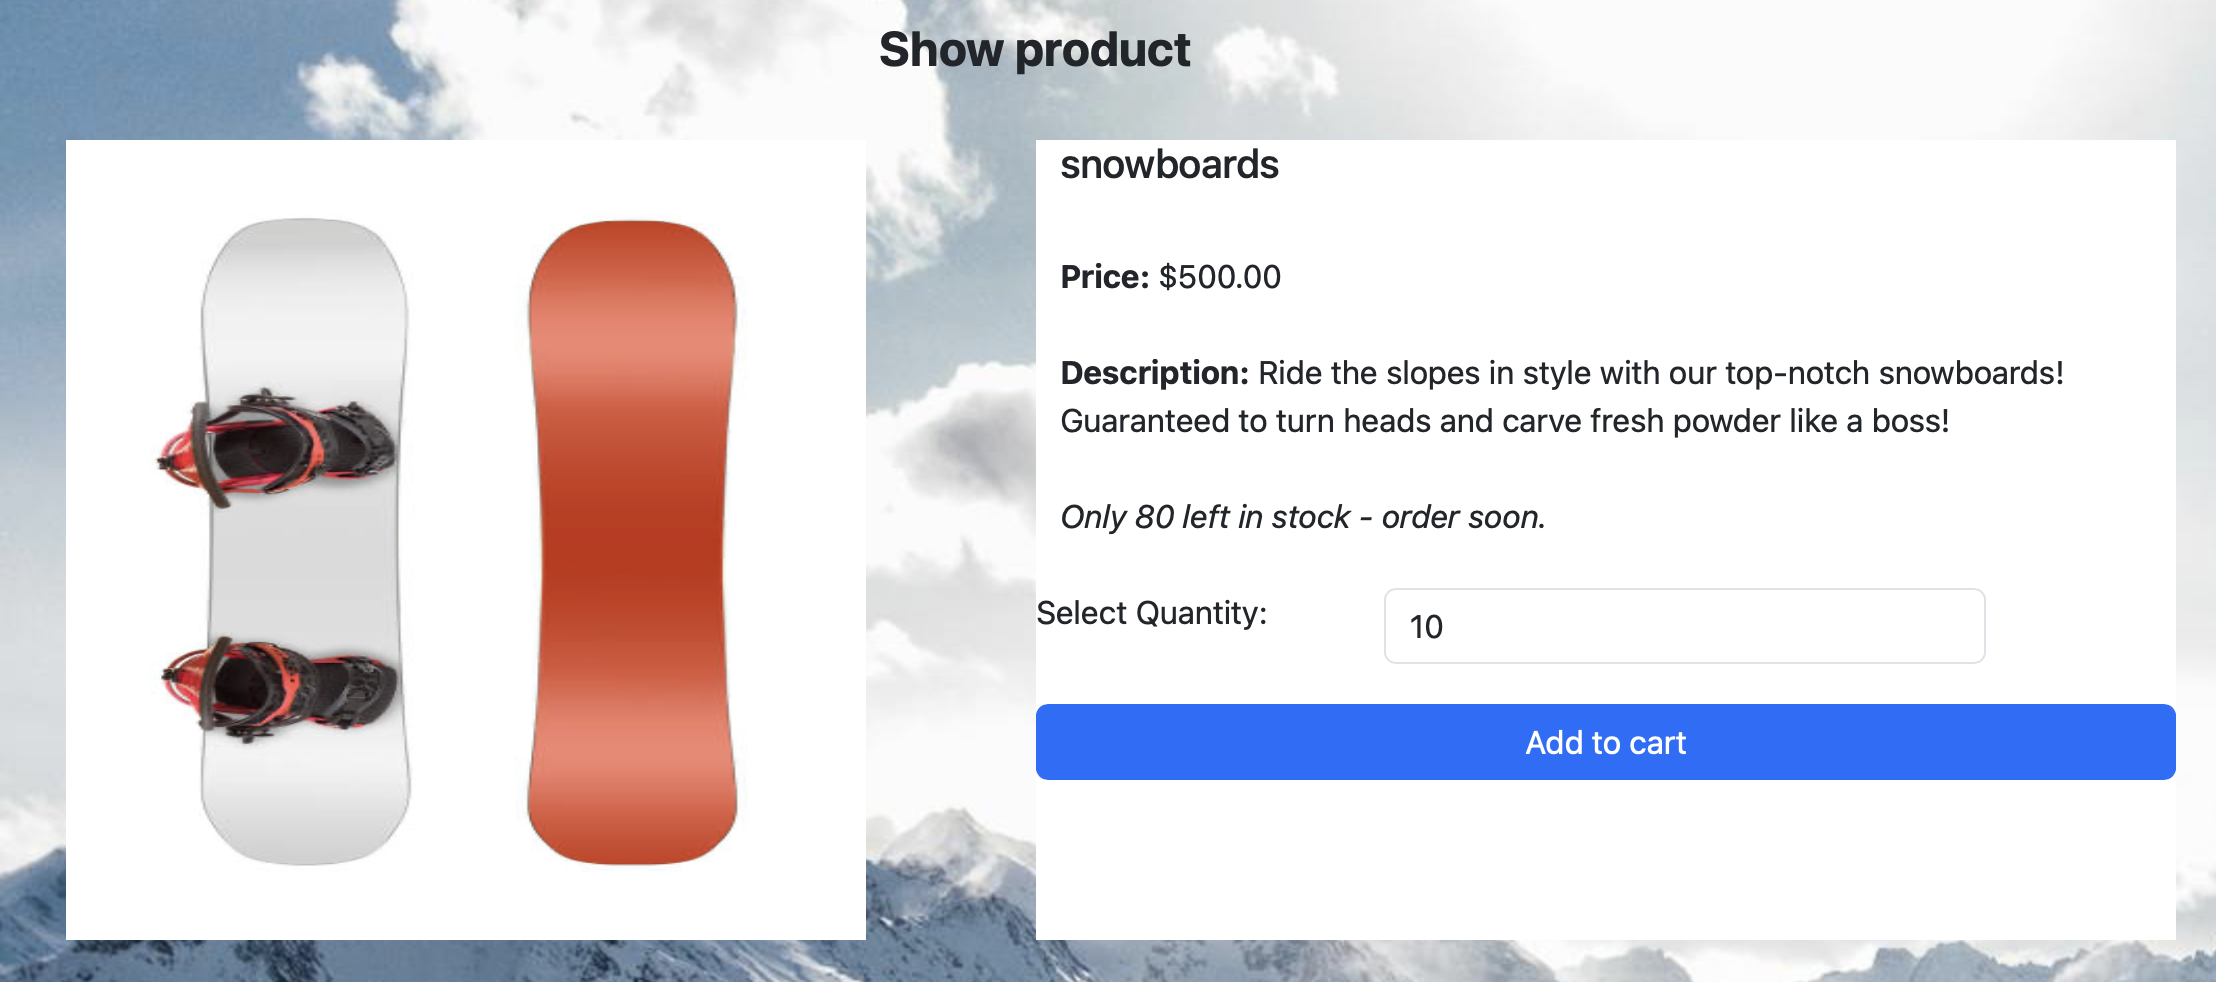 Show product
snowboards
Price: $500.00
Description: Ride the slopes in style with our top-notch snowboards!
Guaranteed to turn heads and carve fresh powder like a boss!
Only 80 left in stock - order soon.
Select Quantity:
10
Add to cart